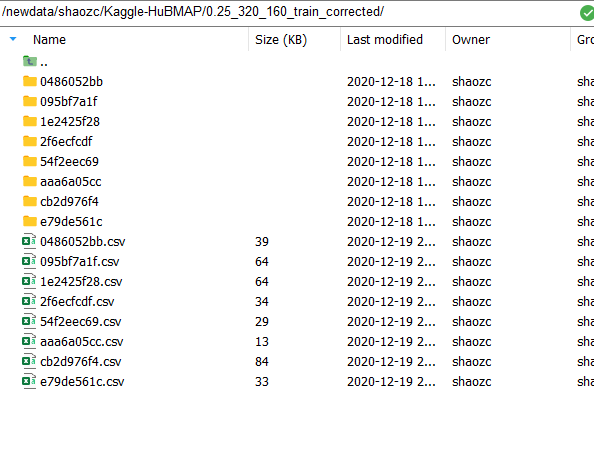 /newdata/shaozc/Kaggle-HuBMAP/0.25_320_160_train_corrected/
Name Size (KB) Last modified Owner Gro
..
0486052bb 2020-12-18 1... shaozc sha
095bf7a1f 2020-12-18 1... shaozc sha
1e2425f28 2020-12-18 1... shaozc sha
2f6ecfcdf 2020-12-18 1... shaozc sha
54f2eec69 2020-12-18 1... shaozc sha
aaa6a05cc 2020-12-18 1... shaozc sha
cb2d976f4 2020-12-18 1... shaozc sha
e79de561c 2020-12-18 1... shaozc sha
0486052bb.csv 39 2020-12-19 2... shaozc sha
095bf7a1f.csv 64 2020-12-19 2... shaozc sha
1e2425f28.csv 64 2020-12-19 2... shaozc sha
2f6ecfcdf.csv 34 2020-12-19 2... shaozc sha
54f2eec69.csv 29 2020-12-19 2... shaozc sha
aaa6a05cc.csv 13 2020-12-19 2... shaozc sha
cb2d976f4.csv 84 2020-12-19 2... shaozc sha
e79de561c.csv 33 2020-12-19 2... shaozc sha